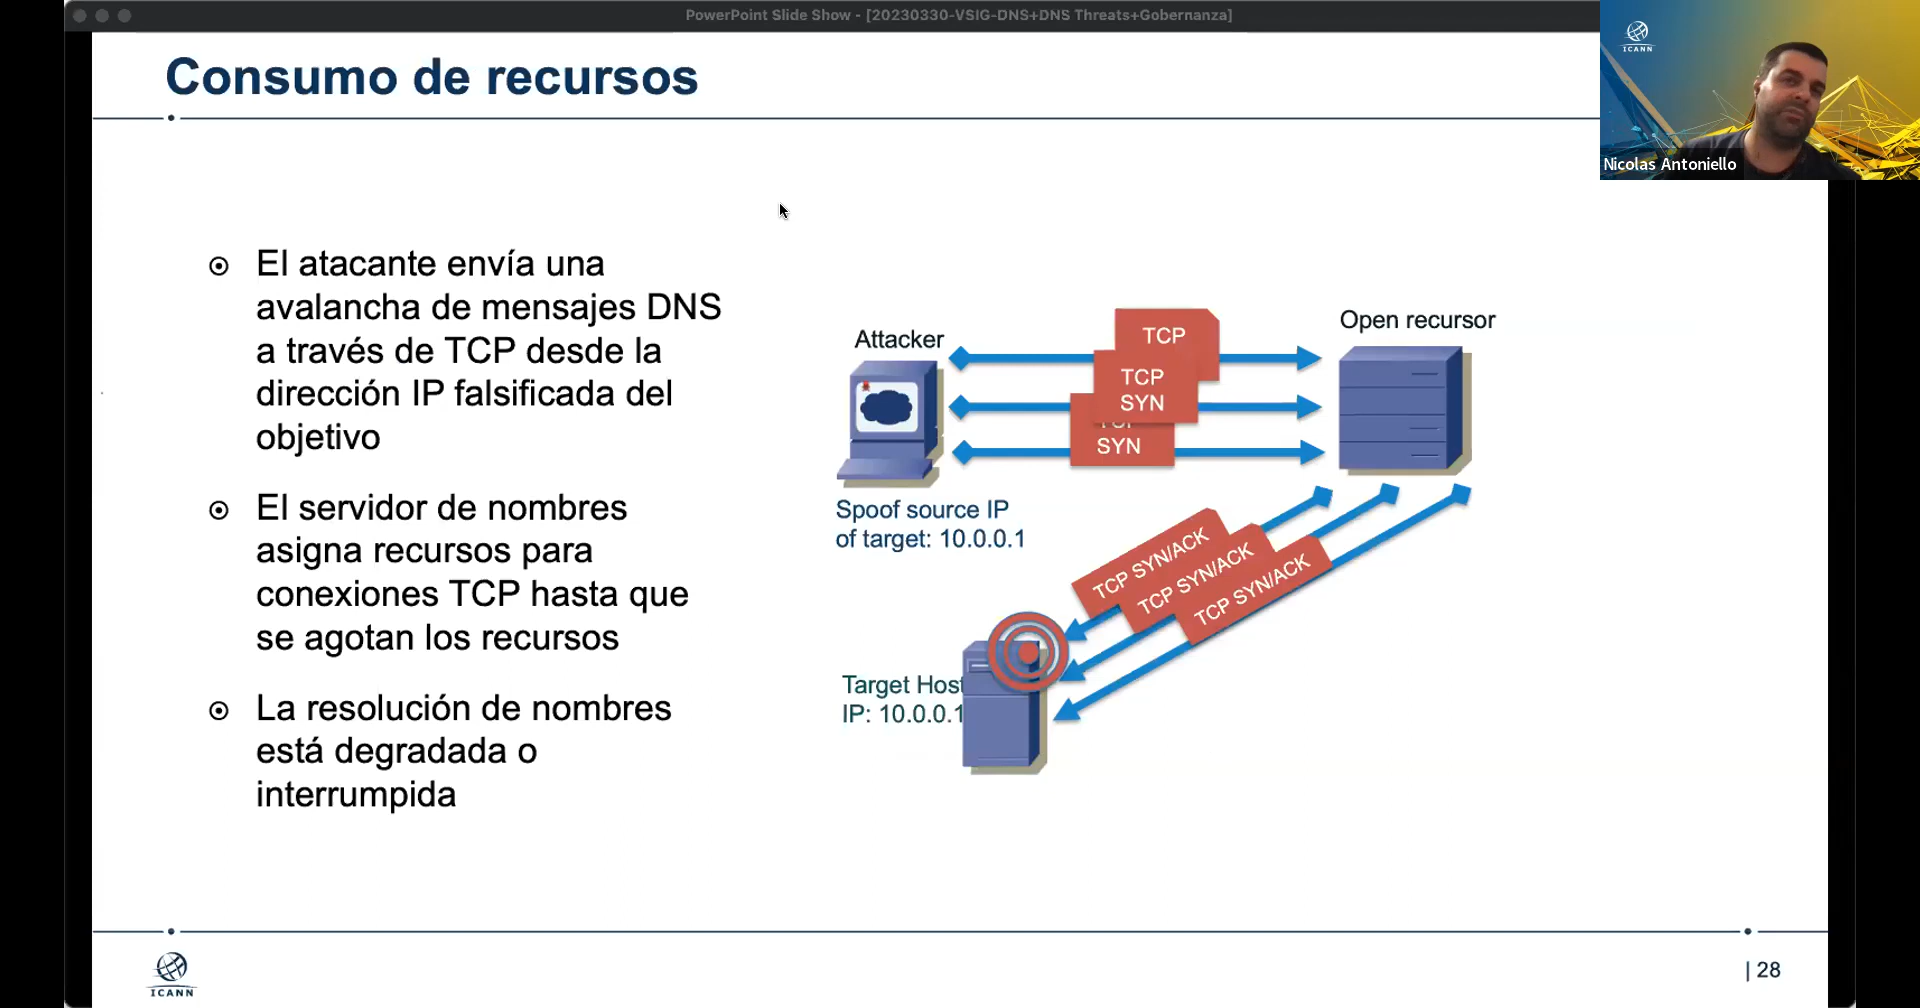 PowerPoint Slide Show - [20230330-VSIG-DNS+DNS Threats+Gobernanza]
ICANN
Nicolas Antoniello
Consumo de recursos
El atacante envía una
avalancha de mensajes DNS
a través de TCP desde la
dirección IP falsificada del
objetivo
El servidor de nombres
asigna recursos para
conexiones TCP hasta que
se agotan los recursos
La resolución de nombres
está degradada o
interrumpida
Attacker
Open recursor
TCP
TCP
SYN
TCP
SYN
Spoof source IP
of target: 10.0.0.1
TCP SYN/ACK
TCP SYN/ACK
TCP SYN/ACK
Target Host
IP: 10.0.0.1
ICANN
| 28